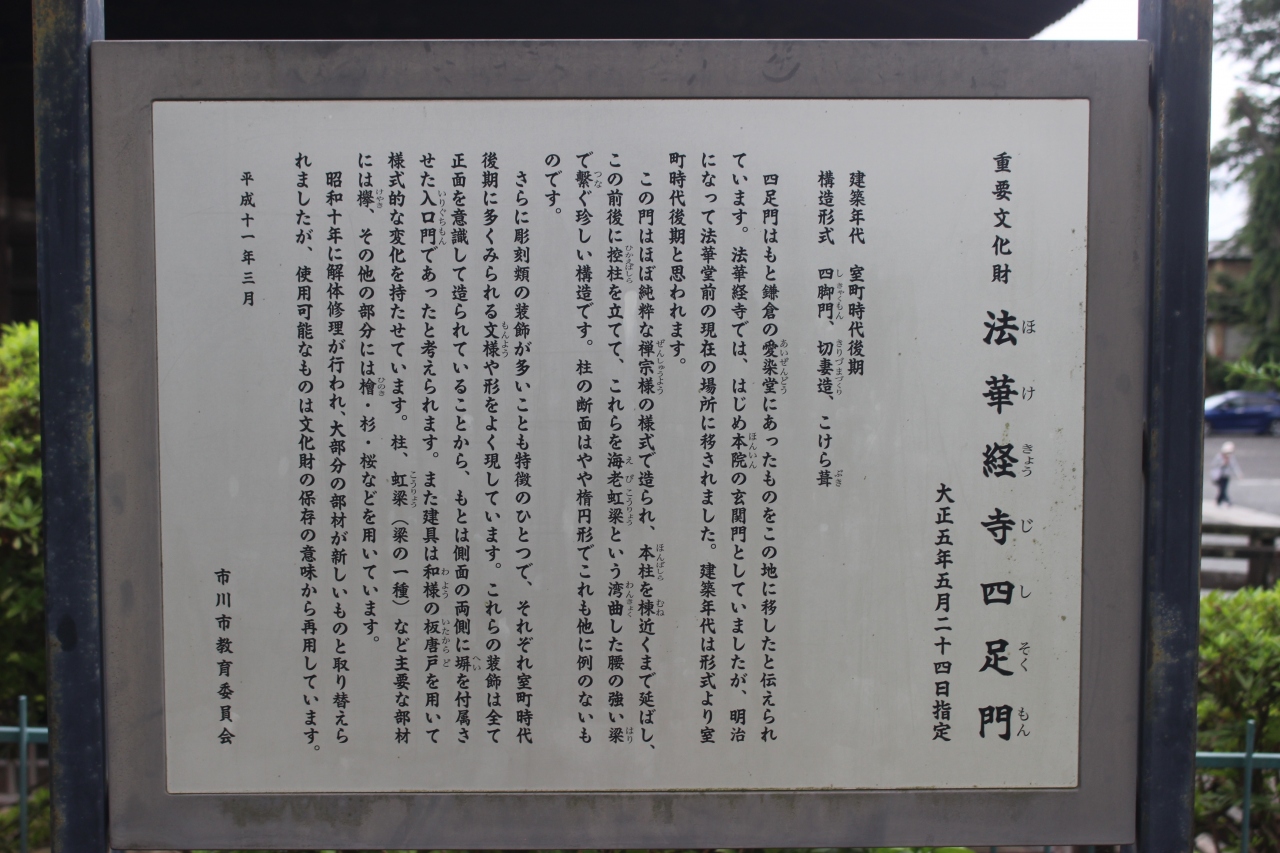 重要文化財 法華経寺四足門
大正五年五月二十四日指定
建築年代 室町時代後期
構造形式 四脚門、切妻造、こけら葺
四足門はもと鎌倉の愛染堂にあったものをこの地に移したと伝えられ
ています。法華経寺では、はじめ本院の玄関門としていましたが、明治
になって法華堂前の現在の場所に移されました。建築年代は形式より室
町時代後期と思われます。
この門はほぼ純粋な禅宗様の様式で造られ、本柱を棟近くまで延ばし、
この前後に控柱を立てて、これらを海老虹梁という湾曲した腰の強い梁
で繋ぐ珍しい構造です。柱の断面はやや楕円形でこれも他に例のないも
のです。
さらに彫刻類の装飾が多いことも特徴のひとつで、それぞれ室町時代
後期に多くみられる文様や形をよく現しています。これらの装飾は全て
正面を意識して造られていることから、もとは側面の両側に塀を付属さ
せた入口門であったと考えられます。また建具は和様の板唐戸を用いて
様式的な変化を持たせています。柱、虹梁（梁の一種）など主要な部材
には欅、その他の部分には檜・杉・桜などを用いています。
昭和十年に解体修理が行われ、大部分の部材が新しいものと取り替えら
れましたが、使用可能なものは文化財の保存の意味から再用しています。
平成十一年三月
市川市教育委員会